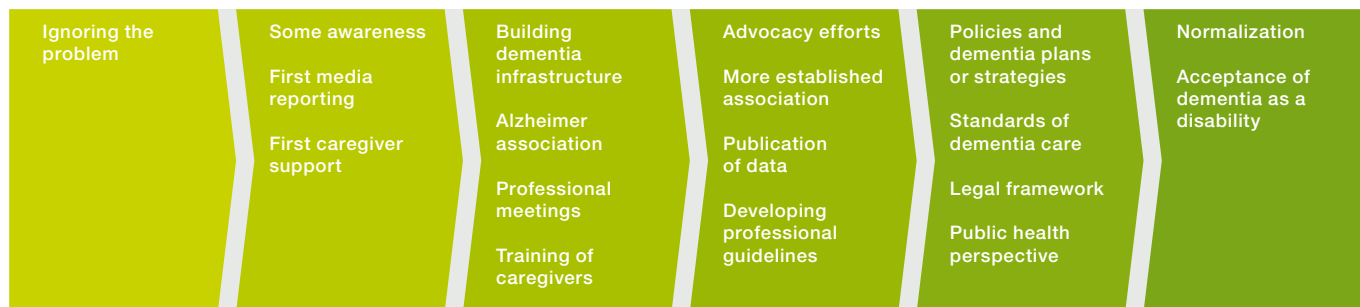 Ignoring the
problem
Some awareness
First media
reporting
First caregiver
support
Building
dementia
infrastructure
Alzheimer
association
Professional
meetings
Training of
caregivers
Advocacy efforts
More established
association
Publication
of data
Developing
professional
guidelines
Policies and
dementia plans
or strategies
Standards of
dementia care
Legal framework
Public health
perspective
Normalization
Acceptance of
dementia as a
disability